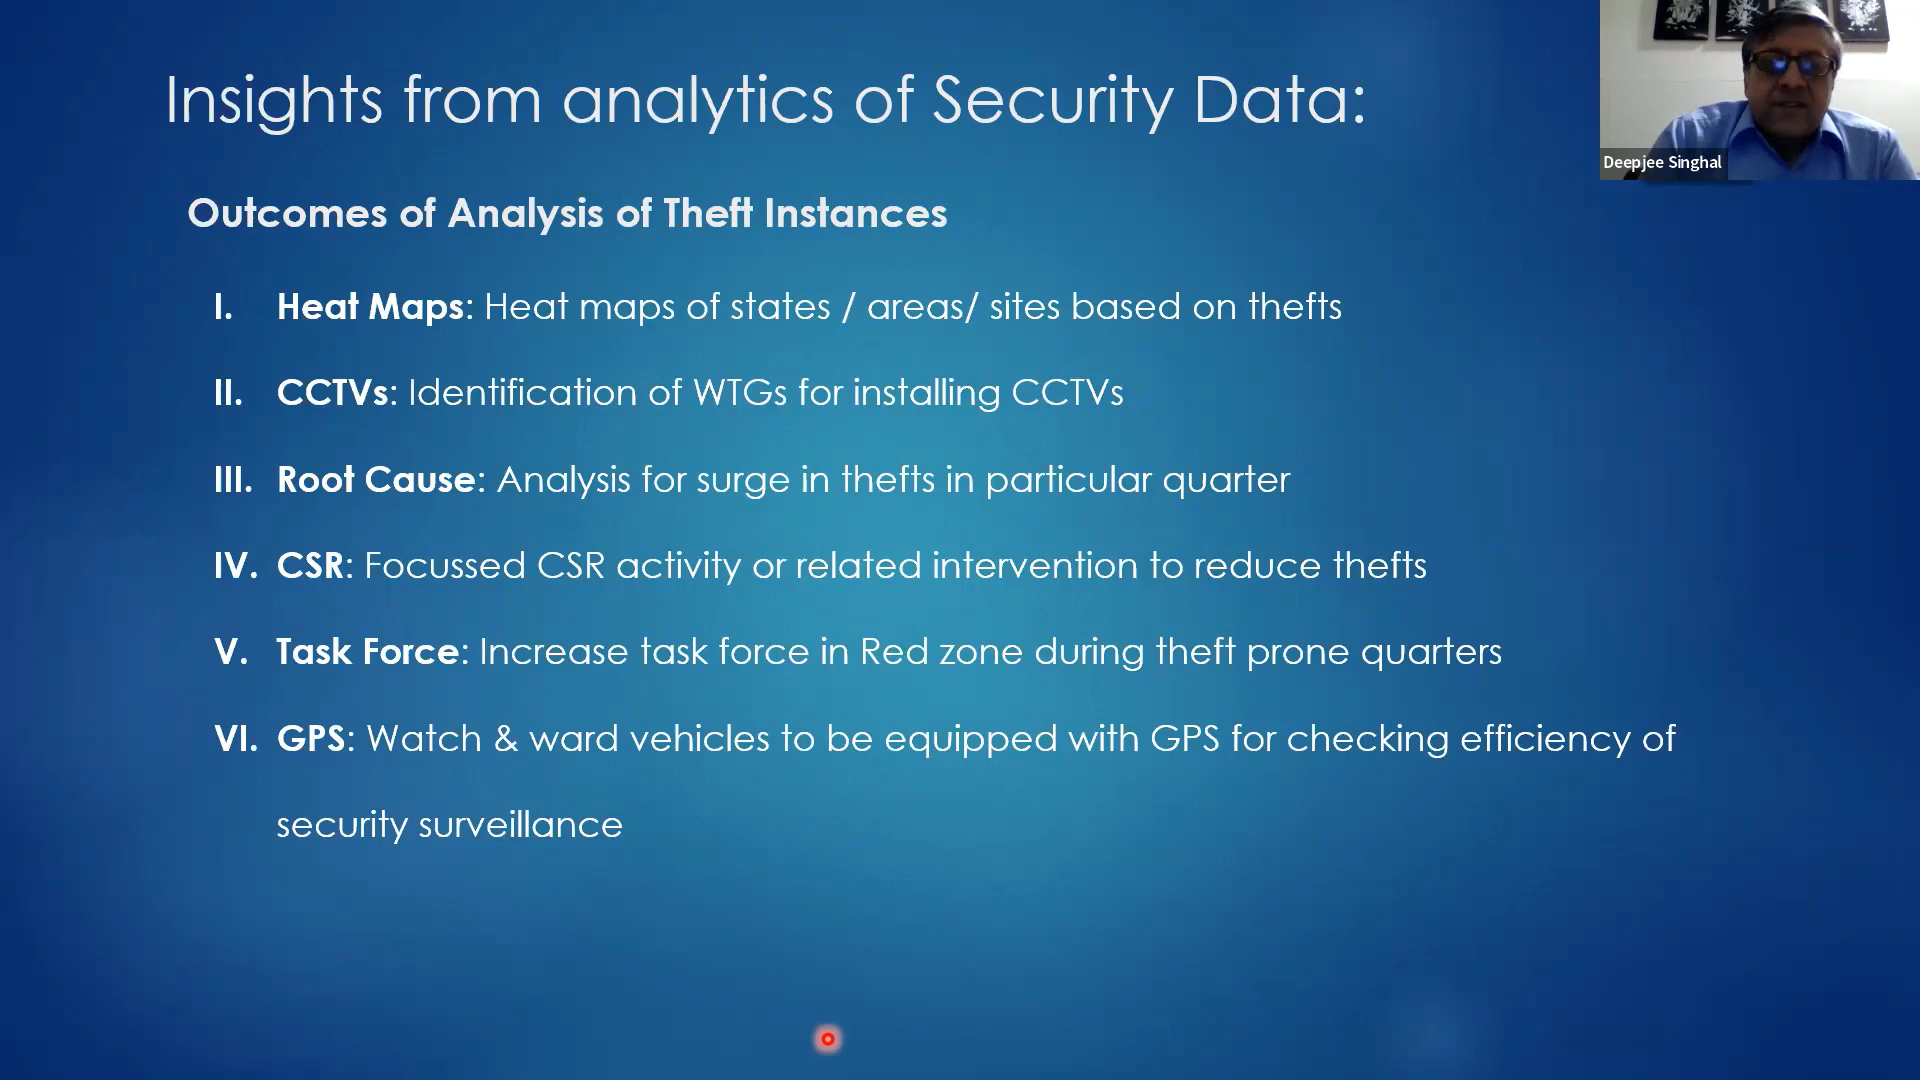 Insights from analytics of Security Data:
Deepjee Singhal
Outcomes of Analysis of Theft Instances
I. Heat Maps: Heat maps of states / areas/ sites based on thefts
II. CCTVs: Identification of WTGs for installing CCTVs
III. Root Cause: Analysis for surge in thefts in particular quarter
IV. CSR: Focussed CSR activity or related intervention to reduce thefts
V. Task Force: Increase task force in Red zone during theft prone quarters
VI. GPS: Watch & ward vehicles to be equipped with GPS for checking efficiency of
security surveillance